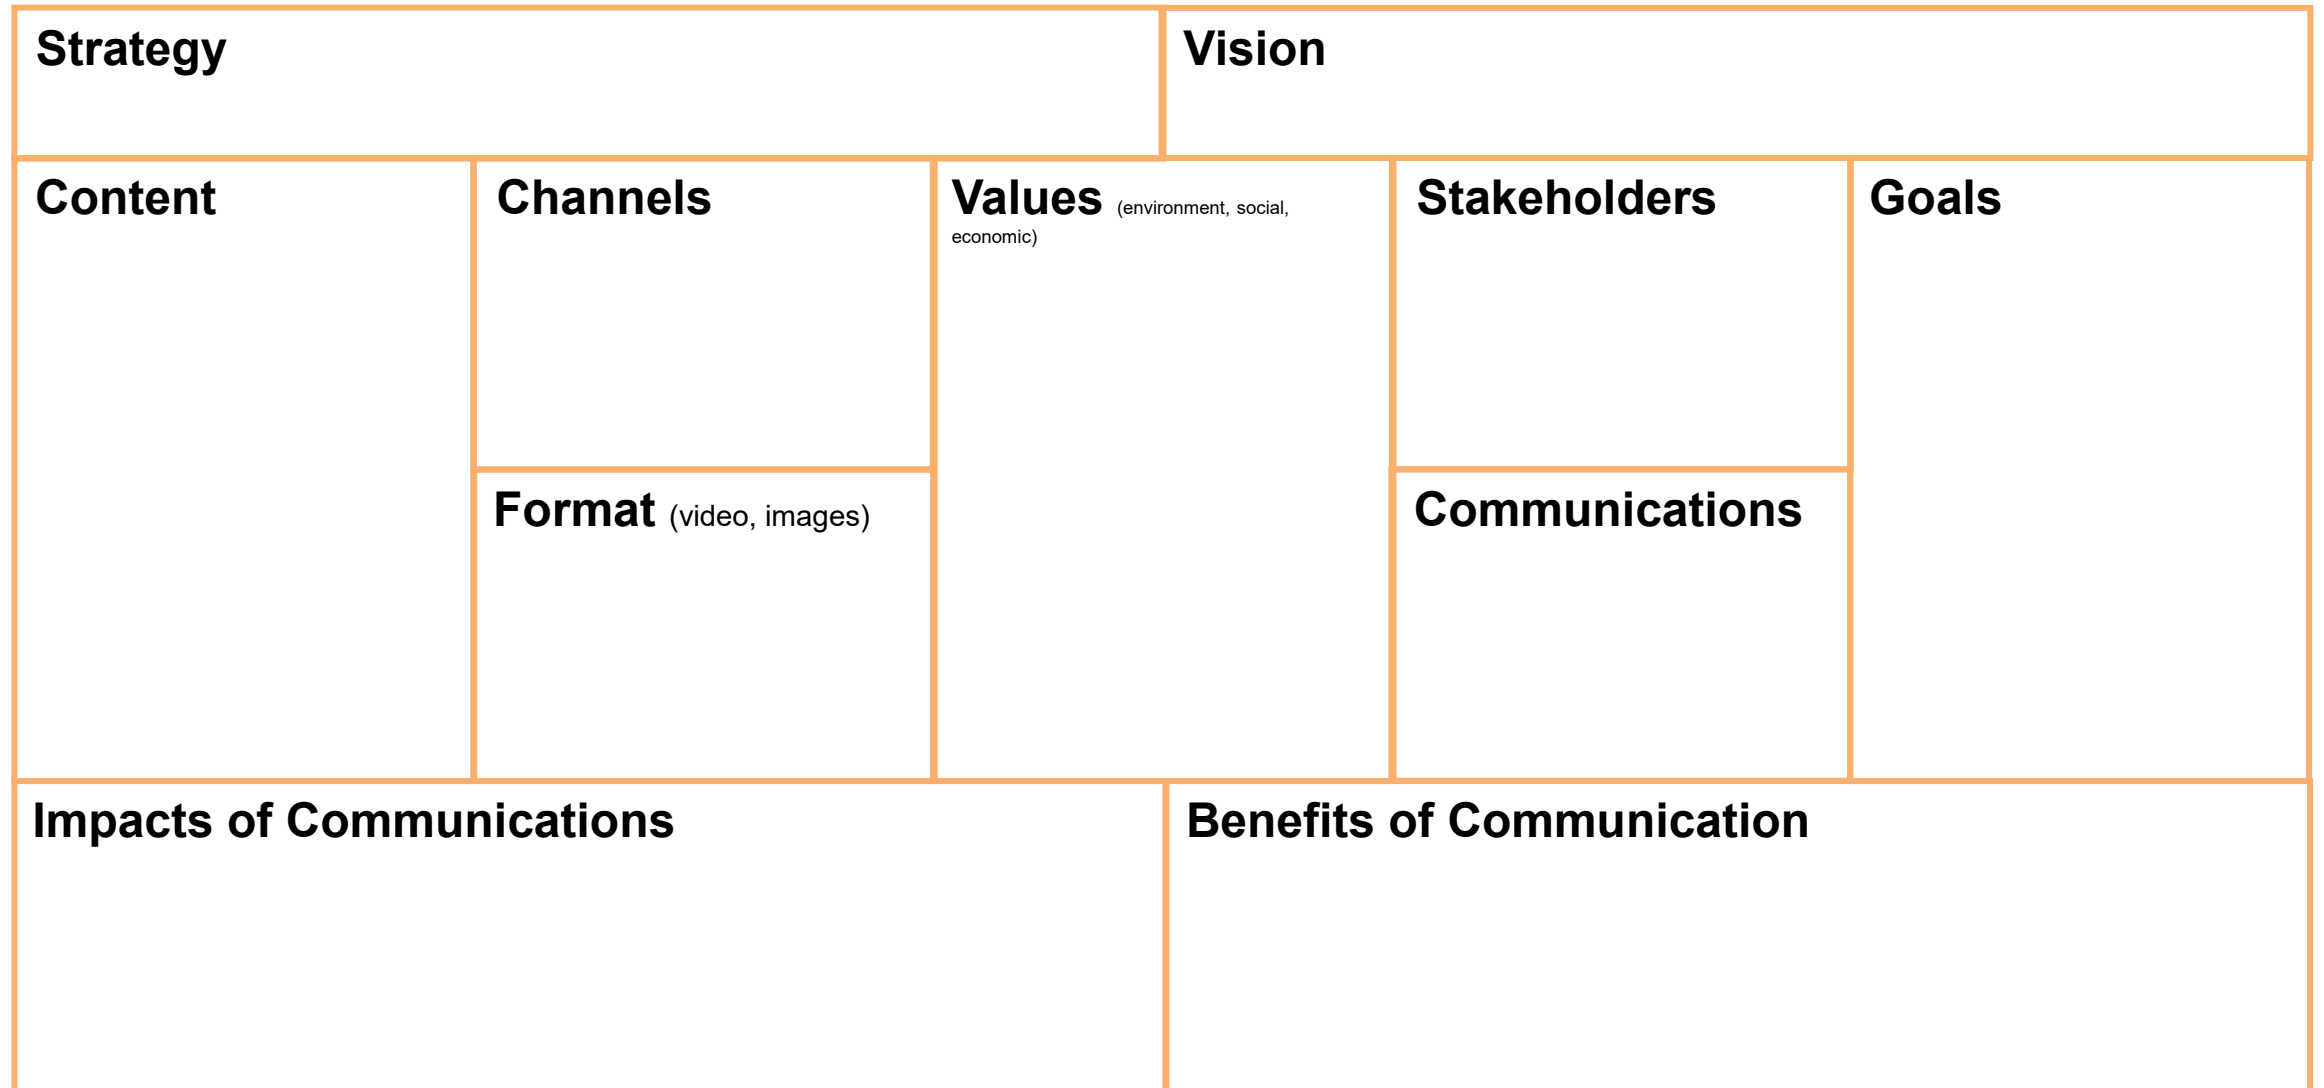 Strategy
Vision
Content
Channels
Values (environment, social,
economic)
Stakeholders
Goals
Format (video, images)
Communications
Impacts of Communications
Benefits of Communication